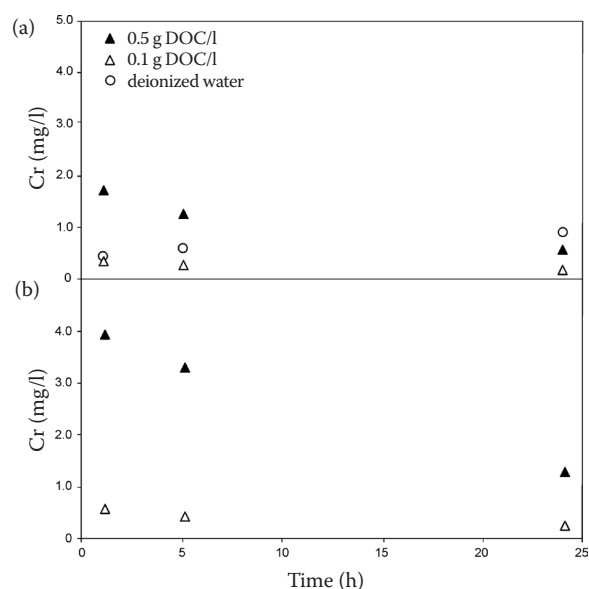 (a)
5.0
4.0
3.0
2.0
1.0
0
Cr (mg/l)
0.5 g DOC/l
0.1 g DOC/l
deionized water
(b)
4.0
3.0
2.0
1.0
0
Cr (mg/l)
0 5 10 15 20 25
Time (h)